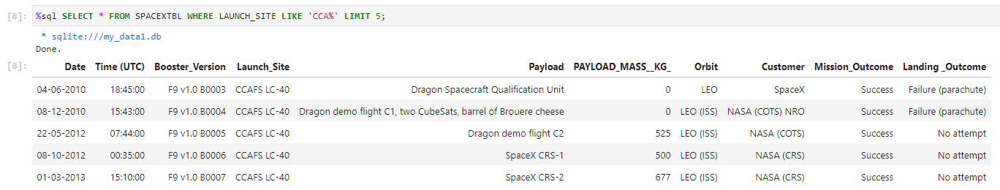 [8]: %sql SELECT * FROM SPACEXTBL WHERE LAUNCH_SITE LIKE 'CCA%' LIMIT 5;
* sqlite:///my_data1.db
Done.
[8]: Date Time (UTC) Booster_Version Launch_Site Payload PAYLOAD_MASS__KG_ Orbit Customer Mission_Outcome Landing _Outcome
04-06-2010 18:45:00 F9 v1.0 B0003 CCAFS LC-40 Dragon Spacecraft Qualification Unit 0 LEO SpaceX Success Failure (parachute)
08-12-2010 15:43:00 F9 v1.0 B0004 CCAFS LC-40 Dragon demo flight C1, two CubeSats, barrel of Brouere cheese 0 LEO (ISS) NASA (COTS) NRO Success Failure (parachute)
22-05-2012 07:44:00 F9 v1.0 B0005 CCAFS LC-40 Dragon demo flight C2 525 LEO (ISS) NASA (COTS) Success No attempt
08-10-2012 00:35:00 F9 v1.0 B0006 CCAFS LC-40 SpaceX CRS-1 500 LEO (ISS) NASA (CRS) Success No attempt
01-03-2013 15:10:00 F9 v1.0 B0007 CCAFS LC-40 SpaceX CRS-2 677 LEO (ISS) NASA (CRS) Success No attempt